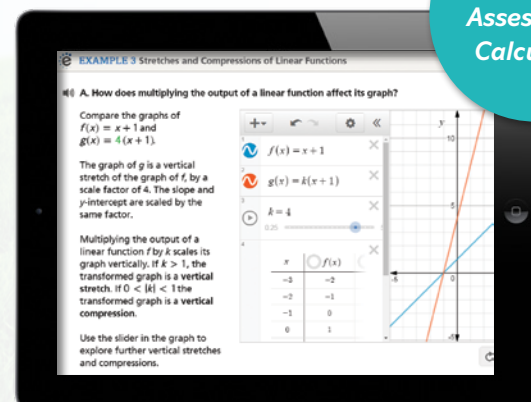 Asses
Calcu
EXAMPLE 3 Stretches and Compressions of Linear Functions
A. How does multiplying the output of a linear function affect its graph?
Compare the graphs of
f(x) = x + 1 and
g(x) = 4(x + 1).
The graph of g is a vertical
stretch of the graph of f, by a
scale factor of 4. The slope and
y-intercept are scaled by the
same factor.
Multiplying the output of a
linear function f by k scales its
graph vertically. If k > 1, the
transformed graph is a vertical
stretch. If 0 < |k| < 1 the
transformed graph is a vertical
compression.
Use the slider in the graph to
explore further vertical stretches
and compressions.
1
f(x) = x + 1
2
g(x) = k(x + 1)
3
k = 4
0.25
4
x f(x)
-3 -2
-2 -1
-1 0
0 1
y
10
5
-5 0
-5